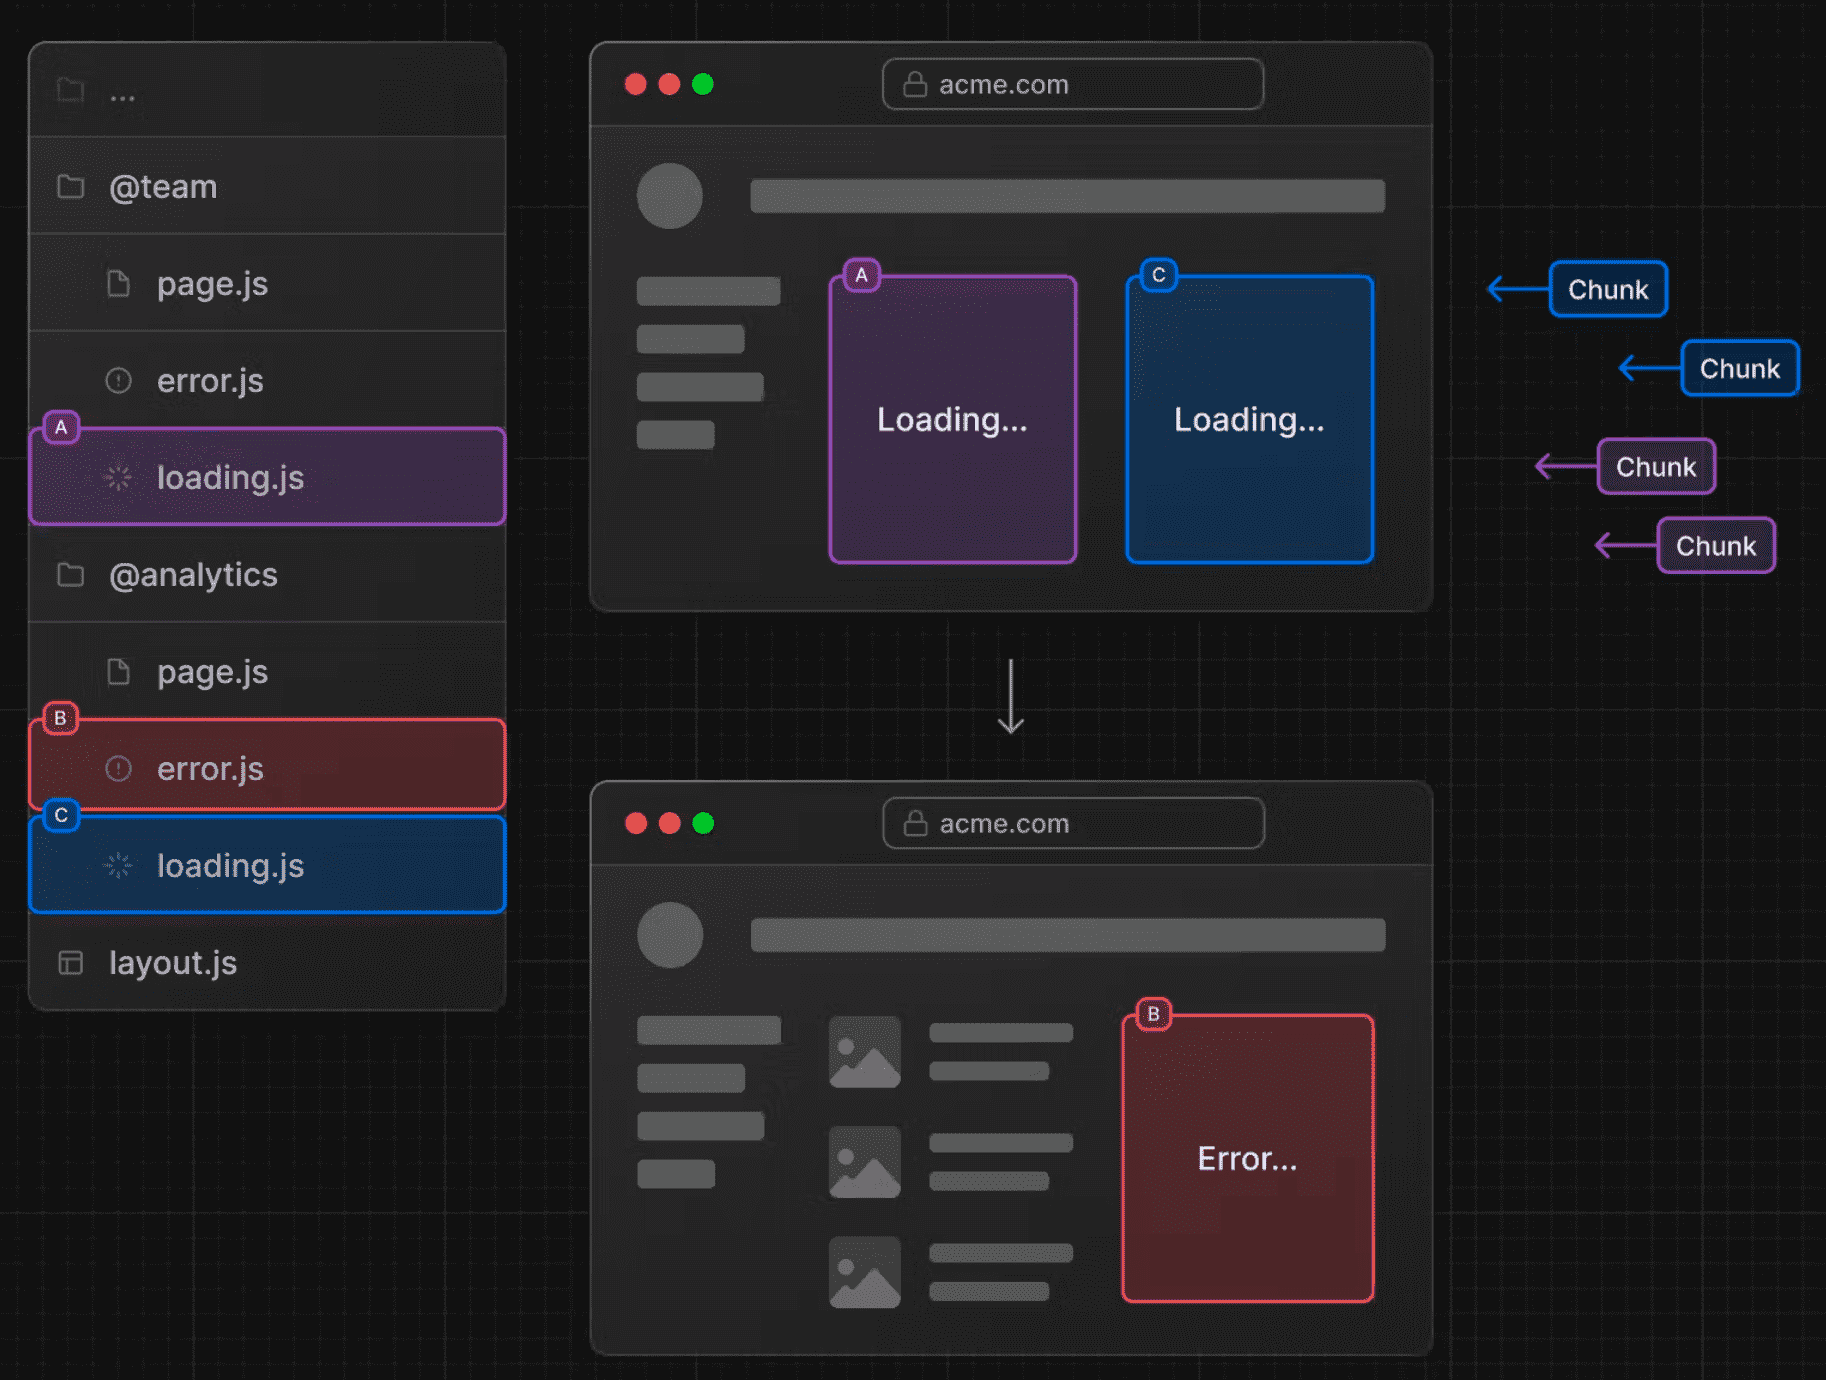 ...
@team
page.js
error.js
A
loading.js
@analytics
page.js
B
error.js
C
loading.js
layout.js
acme.com
A
Loading...
C
Loading...
Chunk
Chunk
Chunk
Chunk
acme.com
B
Error...